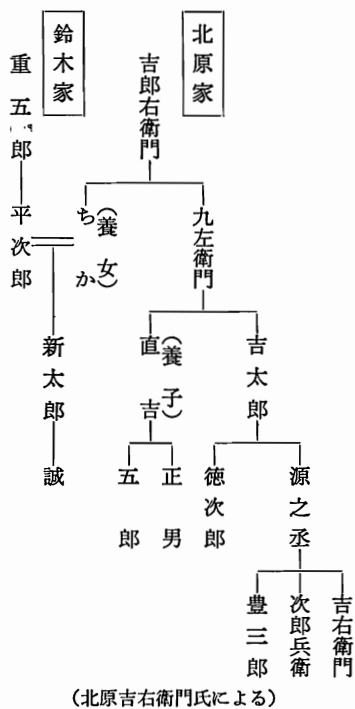 北原家
吉郎右衛門
九左衛門
吉太郎
源之丞
吉右衛門
次郎兵衛
豊三郎
徳次郎
(養子)
直吉
正男
五郎
(養女)
ちか
鈴木家
重五郎
平次郎
新太郎
誠
(北原吉右衛門氏による)